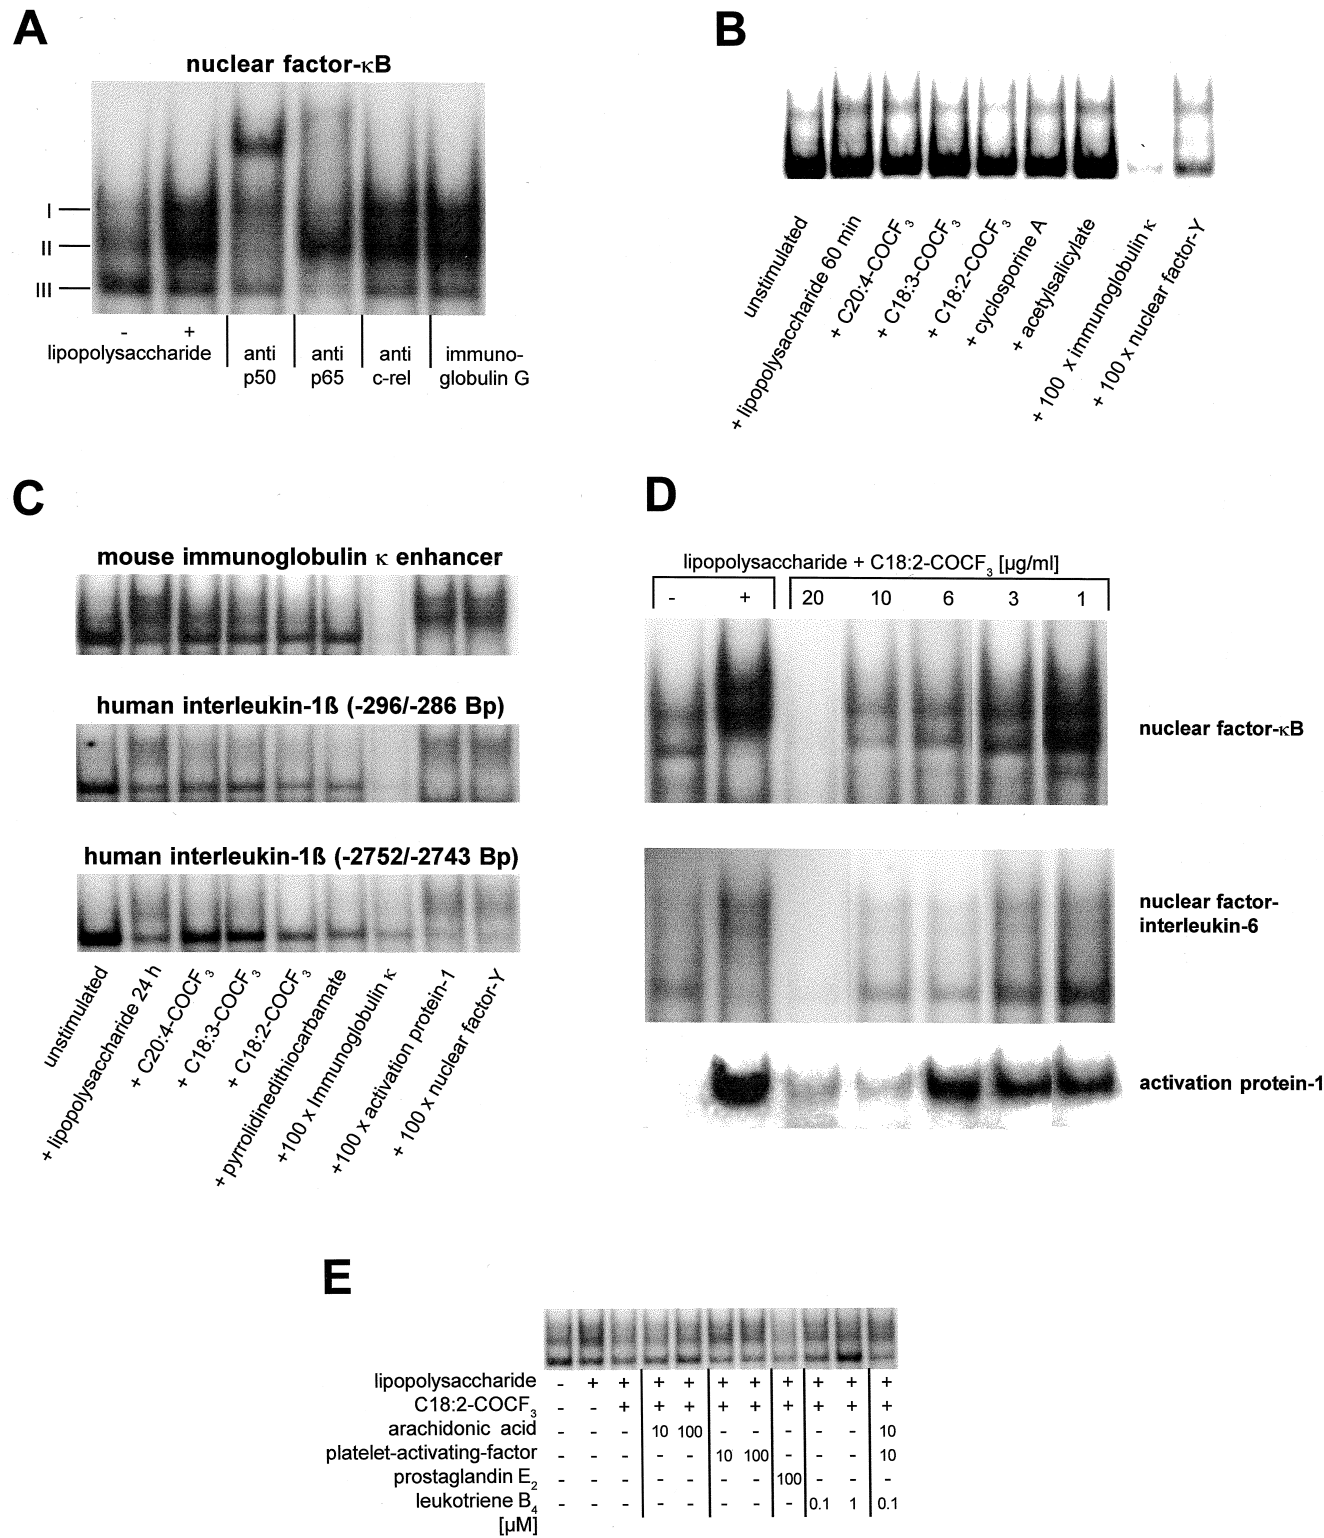 A
nuclear factor-κB
I
II
III
- +
lipopolysaccharide
anti
p50
anti
p65
anti
c-rel
immuno-
globulin G
B
unstimulated
+ lipopolysaccharide 60 min
+ C20:4-COCF3
+ C18:3-COCF3
+ C18:2-COCF3
+ cyclosporine A
+ acetylsalicylate
+ 100 x immunoglobulin κ
+ 100 x nuclear factor-Y
C
mouse immunoglobulin κ enhancer
human interleukin-1ß (-296/-286 Bp)
human interleukin-1ß (-2752/-2743 Bp)
unstimulated
+ lipopolysaccharide 24 h
+ C20:4-COCF3
+ C18:3-COCF3
+ C18:2-COCF3
+ pyrrolidinedithiocarbamate
+100 x Immunoglobulin κ
+100 x activation protein-1
+ 100 x nuclear factor-Y
D
lipopolysaccharide + C18:2-COCF3 [µg/ml]
- + 20 10 6 3 1
nuclear factor-κB
nuclear factor-
interleukin-6
activation protein-1
E
lipopolysaccharide - + + + + + + + + + +
C18:2-COCF3 - - + + + + + + + + +
arachidonic acid - - - 10 100 - - - - - 10
platelet-activating-factor - - - - - 10 100 - - - 10
prostaglandin E2 - - - - - - - 100 - - -
leukotriene B4 - - - - - - - - 0.1 1 0.1
[µM]